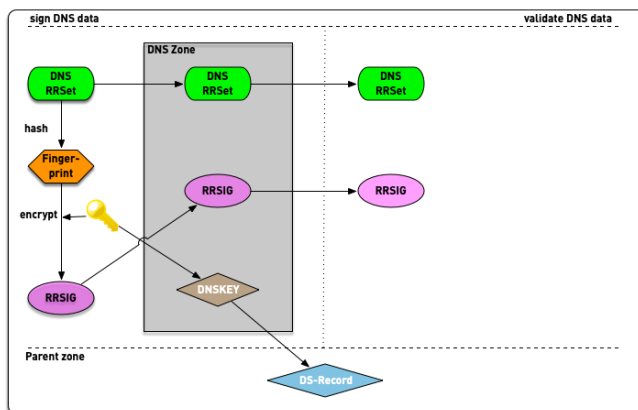 sign DNS data
validate DNS data
DNS Zone
DNS
RRSet
DNS
RRSet
DNS
RRSet
hash
Finger-
print
RRSIG
RRSIG
encrypt
DNSKEY
RRSIG
Parent zone
DS-Record